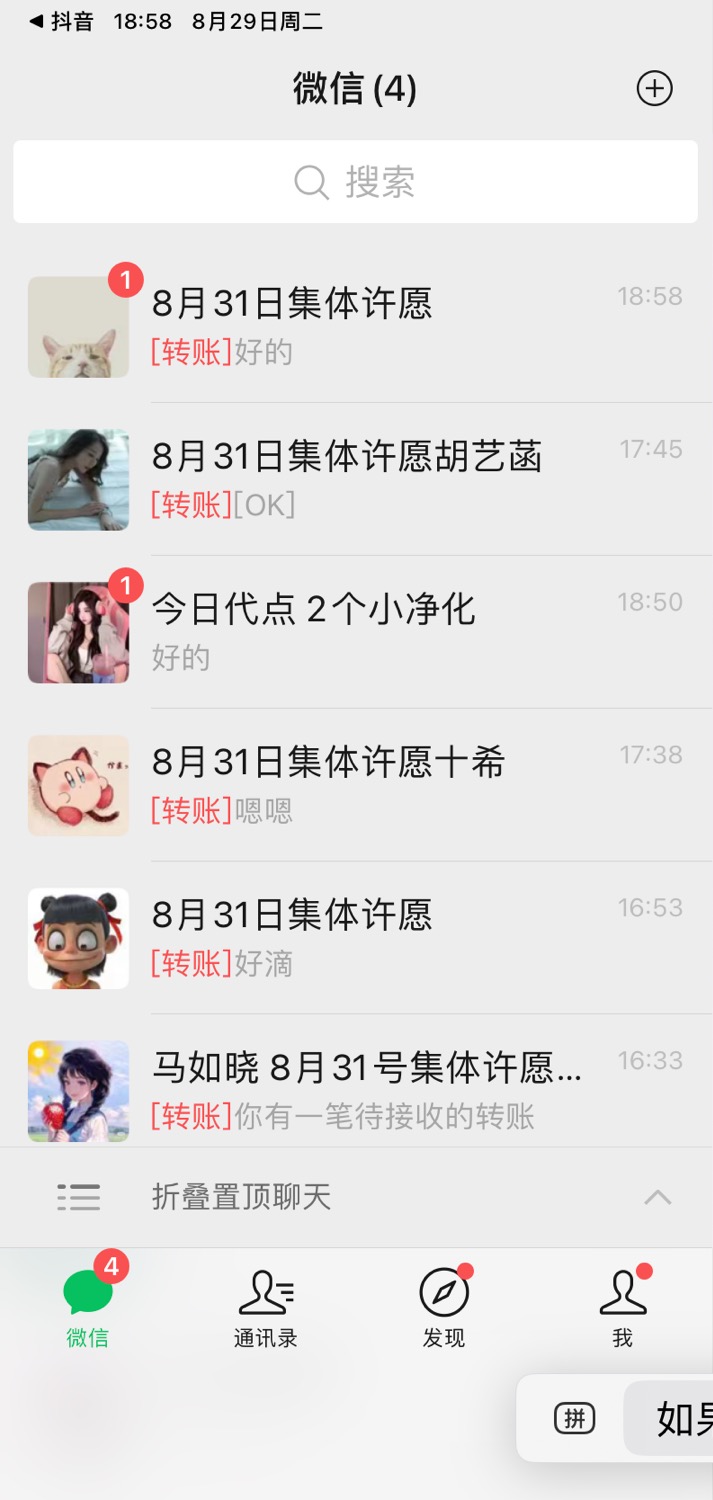 ◀ 抖音 18:58 8月29日周二
微信(4)
搜索
1
8月31日集体许愿
18:58
[转账]好的
8月31日集体许愿胡艺菡
17:45
[转账][OK]
1
今日代点 2个小净化
18:50
好的
8月31日集体许愿十希
17:38
[转账]嗯嗯
8月31日集体许愿
16:53
[转账]好滴
马如晓 8月31号集体许愿...
16:33
[转账]你有一笔待接收的转账
折叠置顶聊天
4
微信
通讯录
发现
我
拼
如果